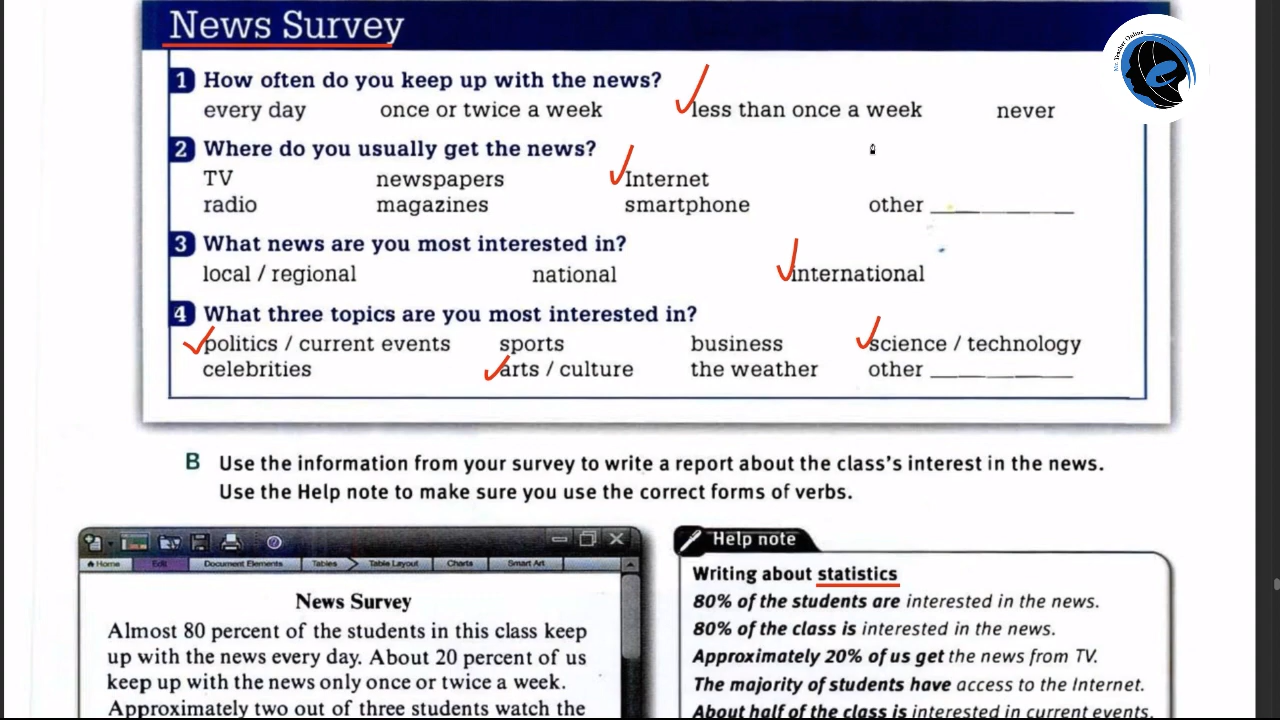 News Survey
1 How often do you keep up with the news?
every day once or twice a week less than once a week never
2 Where do you usually get the news?
TV newspapers Internet
radio magazines smartphone other ____________
3 What news are you most interested in?
local / regional national international
4 What three topics are you most interested in?
politics / current events sports business science / technology
celebrities arts / culture the weather other ____________
B Use the information from your survey to write a report about the class's interest in the news.
Use the Help note to make sure you use the correct forms of verbs.
Home Edit Document Elements Tables Table Layout Charts Smart Art
News Survey
Almost 80 percent of the students in this class keep
up with the news every day. About 20 percent of us
keep up with the news only once or twice a week.
Approximately two out of three students watch the
Help note
Writing about statistics
80% of the students are interested in the news.
80% of the class is interested in the news.
Approximately 20% of us get the news from TV.
The majority of students have access to the Internet.
About half of the class is interested in current events.